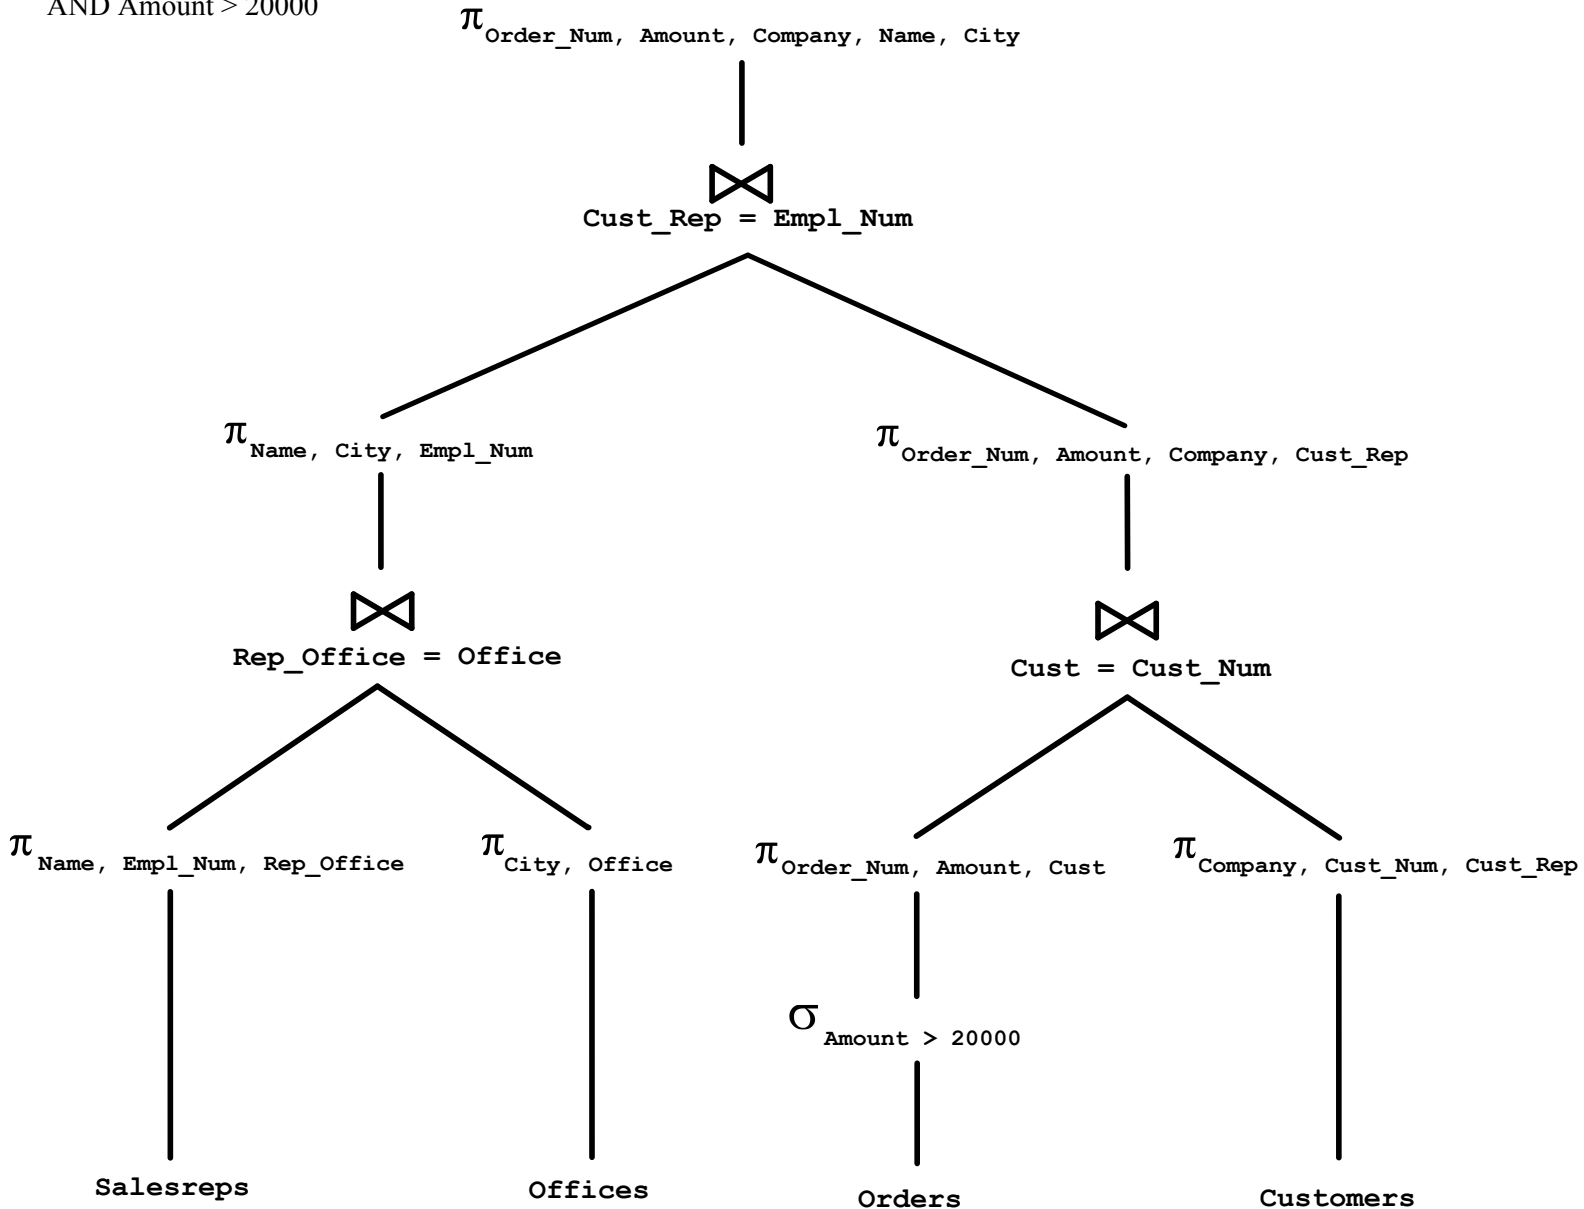 AND Amount > 20000
π Order_Num, Amount, Company, Name, City
⋈
Cust_Rep = Empl_Num
π Name, City, Empl_Num
π Order_Num, Amount, Company, Cust_Rep
⋈
⋈
Rep_Office = Office
Cust = Cust_Num
π Name, Empl_Num, Rep_Office
π City, Office
π Order_Num, Amount, Cust
π Company, Cust_Num, Cust_Rep
σ Amount > 20000
Salesreps
Offices
Orders
Customers